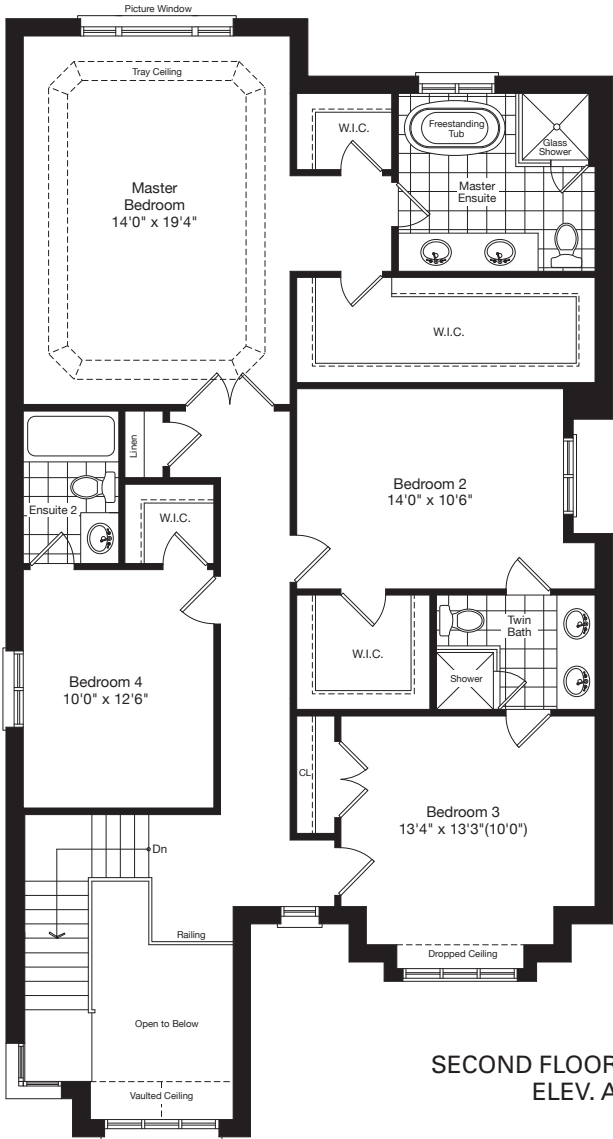 Picture Window
Tray Ceiling
W.I.C.
Freestanding
Tub
Glass
Shower
Master
Bedroom
14'0" x 19'4"
Master
Ensuite
W.I.C.
Linen
Bedroom 2
14'0" x 10'6"
Ensuite 2
W.I.C.
Twin
Bath
W.I.C.
Shower
Bedroom 4
10'0" x 12'6"
CL
Bedroom 3
13'4" x 13'3"(10'0")
Dn
Railing
Dropped Ceiling
Open to Below
Vaulted Ceiling
SECOND FLOOR
ELEV. A